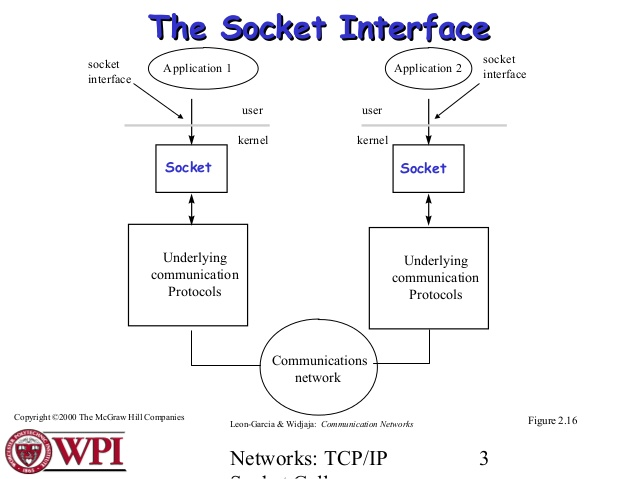 The Socket Interface
socket
interface
Application 1
Application 2
socket
interface
user
user
kernel
kernel
Socket
Socket
Underlying
communication
Protocols
Underlying
communication
Protocols
Communications
network
Copyright ©2000 The McGraw Hill Companies
Leon-Garcia & Widjaja: Communication Networks
Figure 2.16
WPI
Networks: TCP/IP
3